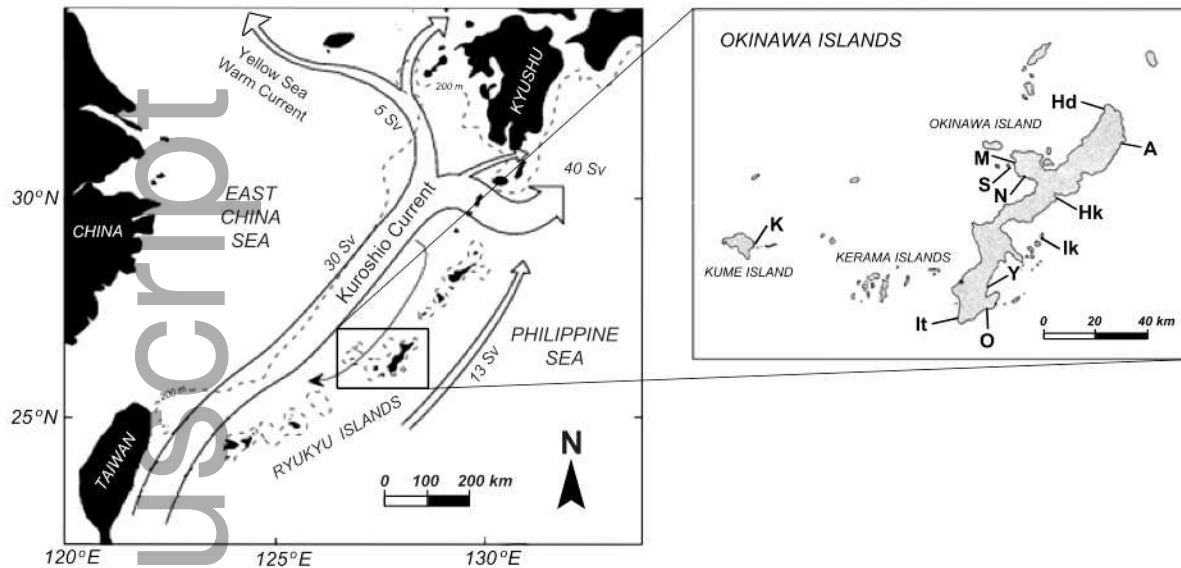 Yellow Sea
Warm Current
5 Sv
200 m
KYUSHU
40 Sv
30°N
EAST
CHINA
SEA
CHINA
30 Sv
Kuroshio Current
PHILIPPINE
SEA
13 Sv
200 m
25°N
RYUKYU ISLANDS
TAIWAN
N
0 100 200 km
120°E
125°E
130°E
uscript
OKINAWA ISLANDS
Hd
OKINAWA ISLAND
A
M
S
N
Hk
K
KUME ISLAND
KERAMA ISLANDS
Ik
Y
It
O
0 20 40 km